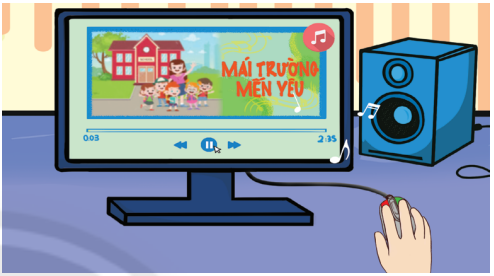 MÁI TRƯỜNG
MẾN YÊU
0:03
2:35